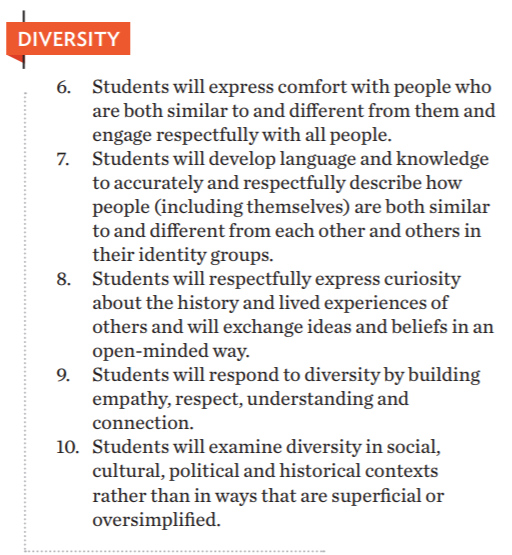 DIVERSITY
6. Students will express comfort with people who
are both similar to and different from them and
engage respectfully with all people.
7. Students will develop language and knowledge
to accurately and respectfully describe how
people (including themselves) are both similar
to and different from each other and others in
their identity groups.
8. Students will respectfully express curiosity
about the history and lived experiences of
others and will exchange ideas and beliefs in an
open-minded way.
9. Students will respond to diversity by building
empathy, respect, understanding and
connection.
10. Students will examine diversity in social,
cultural, political and historical contexts
rather than in ways that are superficial or
oversimplified.